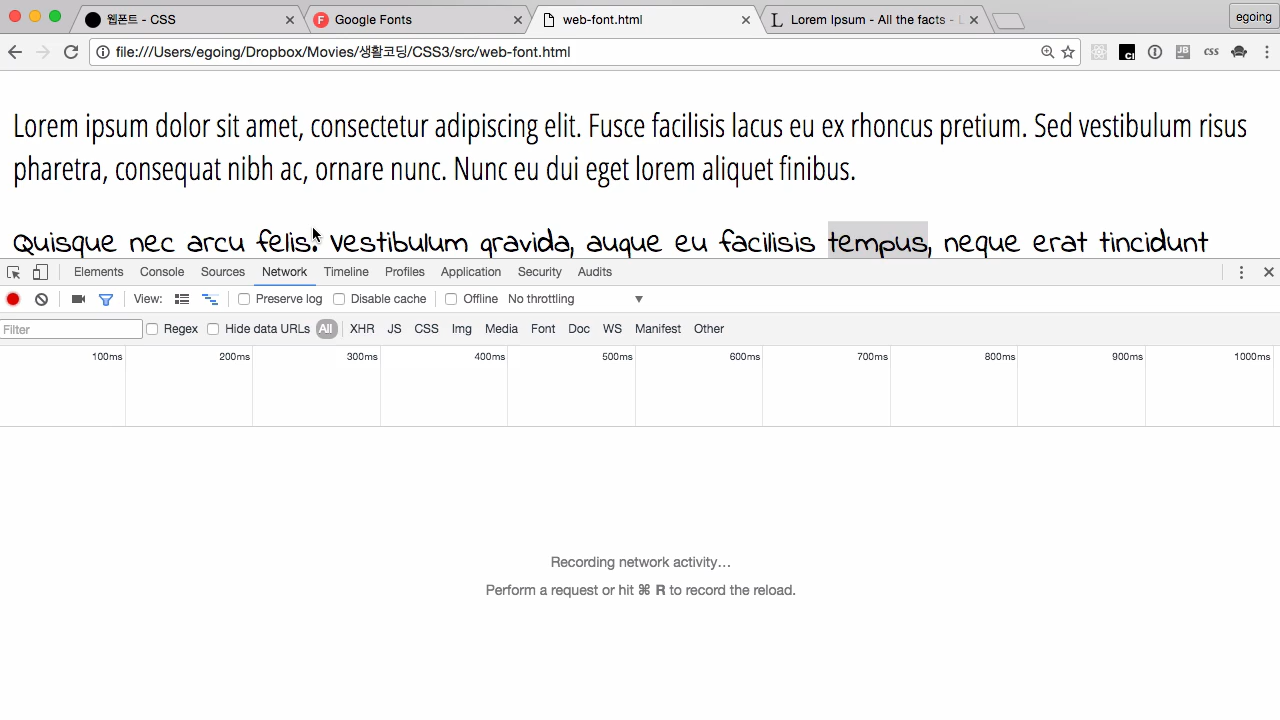 웹폰트 - CSS
Google Fonts
web-font.html
Lorem Ipsum - All the facts -
egoing
file:///Users/egoing/Dropbox/Movies/생활코딩/CSS3/src/web-font.html
JB
css
Lorem ipsum dolor sit amet, consectetur adipiscing elit. Fusce facilisis lacus eu ex rhoncus pretium. Sed vestibulum risus
pharetra, consequat nibh ac, ornare nunc. Nunc eu dui eget lorem aliquet finibus.
Quisque nec arcu felis. Vestibulum gravida, augue eu facilisis tempus, neque erat tincidunt
Elements Console Sources Network Timeline Profiles Application Security Audits
View: Preserve log Disable cache Offline No throttling
Filter Regex Hide data URLs All XHR JS CSS Img Media Font Doc WS Manifest Other
100ms 200ms 300ms 400ms 500ms 600ms 700ms 800ms 900ms 1000ms
Recording network activity…
Perform a request or hit ⌘ R to record the reload.